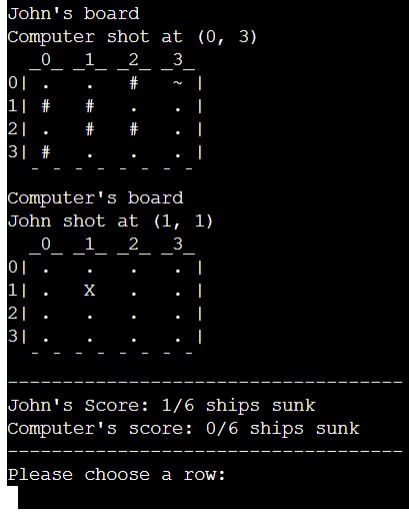 John's board
Computer shot at (0, 3)
  _0_ _1_ _2_ _3_
0| .   .   #   ~ |
1| #   #   .   . |
2| .   #   #   . |
3| #   .   .   . |
  - - - - - - - -
Computer's board
John shot at (1, 1)
  _0_ _1_ _2_ _3_
0| .   .   .   . |
1| .   X   .   . |
2| .   .   .   . |
3| .   .   .   . |
  - - - - - - - -
------------------------------------
John's Score: 1/6 ships sunk
Computer's score: 0/6 ships sunk
------------------------------------
Please choose a row: